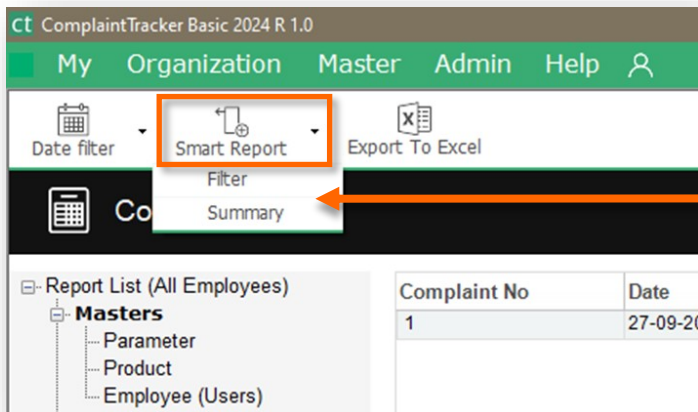 ct ComplaintTracker Basic 2024 R 1.0
My Organization Master Admin Help
Date filter Smart Report Export To Excel
Filter
Summary
Co
Report List (All Employees)
Masters
Parameter
Product
Employee (Users)
Complaint No Date
1 27-09-20